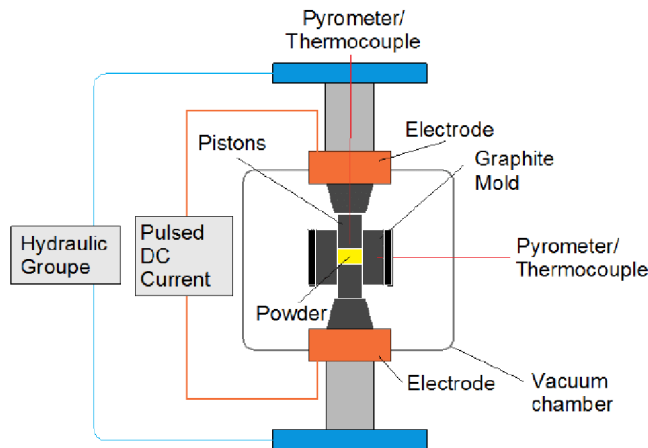 Pyrometer/
Thermocouple
Electrode
Pistons
Graphite
Mold
Hydraulic
Groupe
Pulsed
DC
Current
Pyrometer/
Thermocouple
Powder
Electrode
Vacuum
chamber